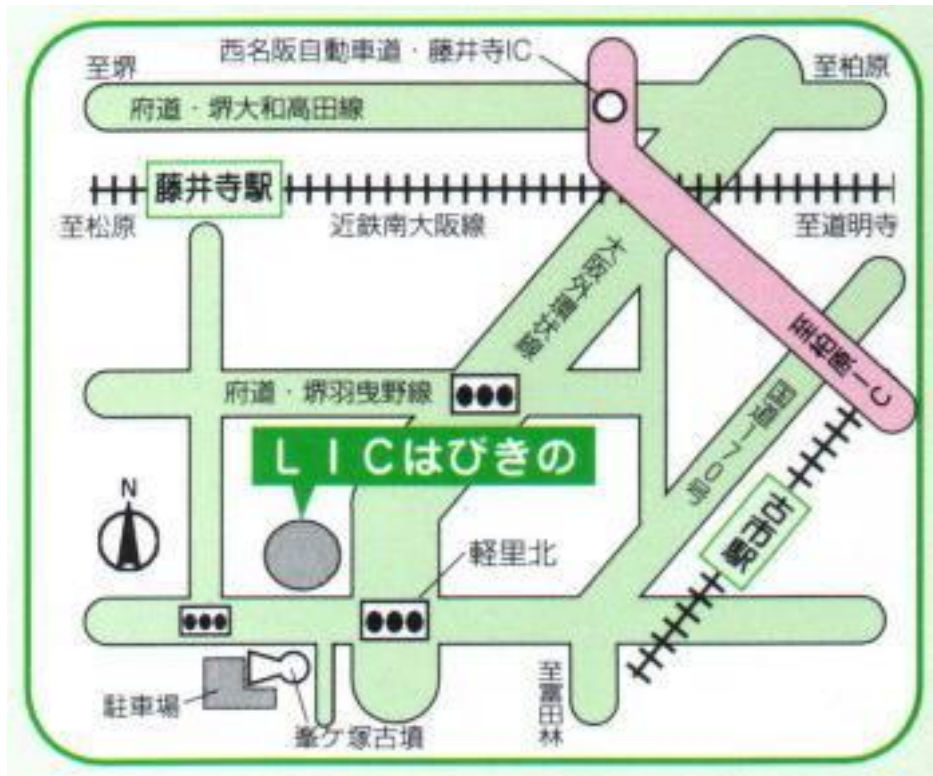 西名阪自動車道・藤井寺IC
至堺
至柏原
府道・堺大和高田線
藤井寺駅
至松原
近鉄南大阪線
至道明寺
大阪外環状線
至柏原IC
府道・堺羽曳野線
国道170号
LICはびきの
N
古市駅
軽里北
至富田林
駐車場
峯ケ塚古墳